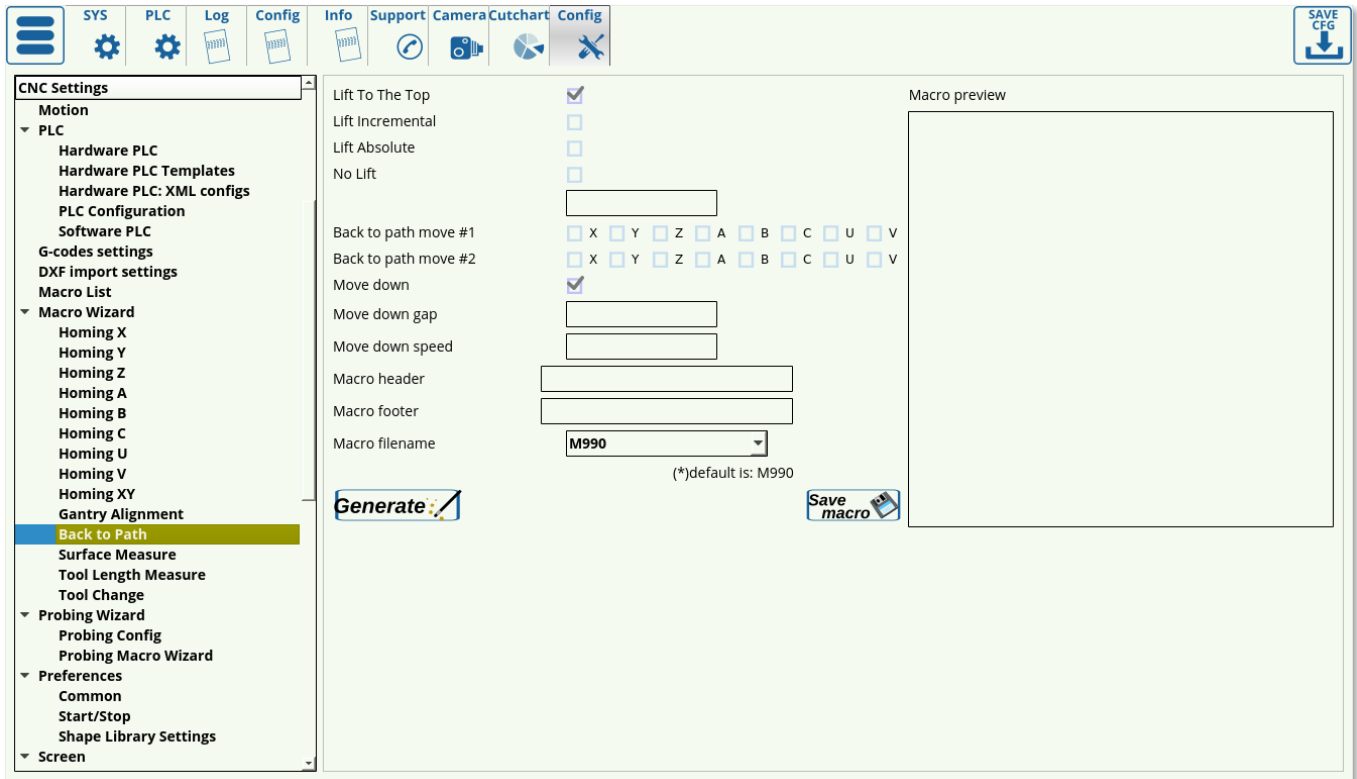 SYS PLC Log Config Info Support Camera Cutchart Config
SAVE
CFG
CNC Settings
Motion
PLC
Hardware PLC
Hardware PLC Templates
Hardware PLC: XML configs
PLC Configuration
Software PLC
G-codes settings
DXF import settings
Macro List
Macro Wizard
Homing X
Homing Y
Homing Z
Homing A
Homing B
Homing C
Homing U
Homing V
Homing XY
Gantry Alignment
Back to Path
Surface Measure
Tool Length Measure
Tool Change
Probing Wizard
Probing Config
Probing Macro Wizard
Preferences
Common
Start/Stop
Shape Library Settings
Screen
Lift To The Top
Lift Incremental
Lift Absolute
No Lift
Back to path move #1 X Y Z A B C U V
Back to path move #2 X Y Z A B C U V
Move down
Move down gap
Move down speed
Macro header
Macro footer
Macro filename M990
(*)default is: M990
Generate
Save
macro
Macro preview